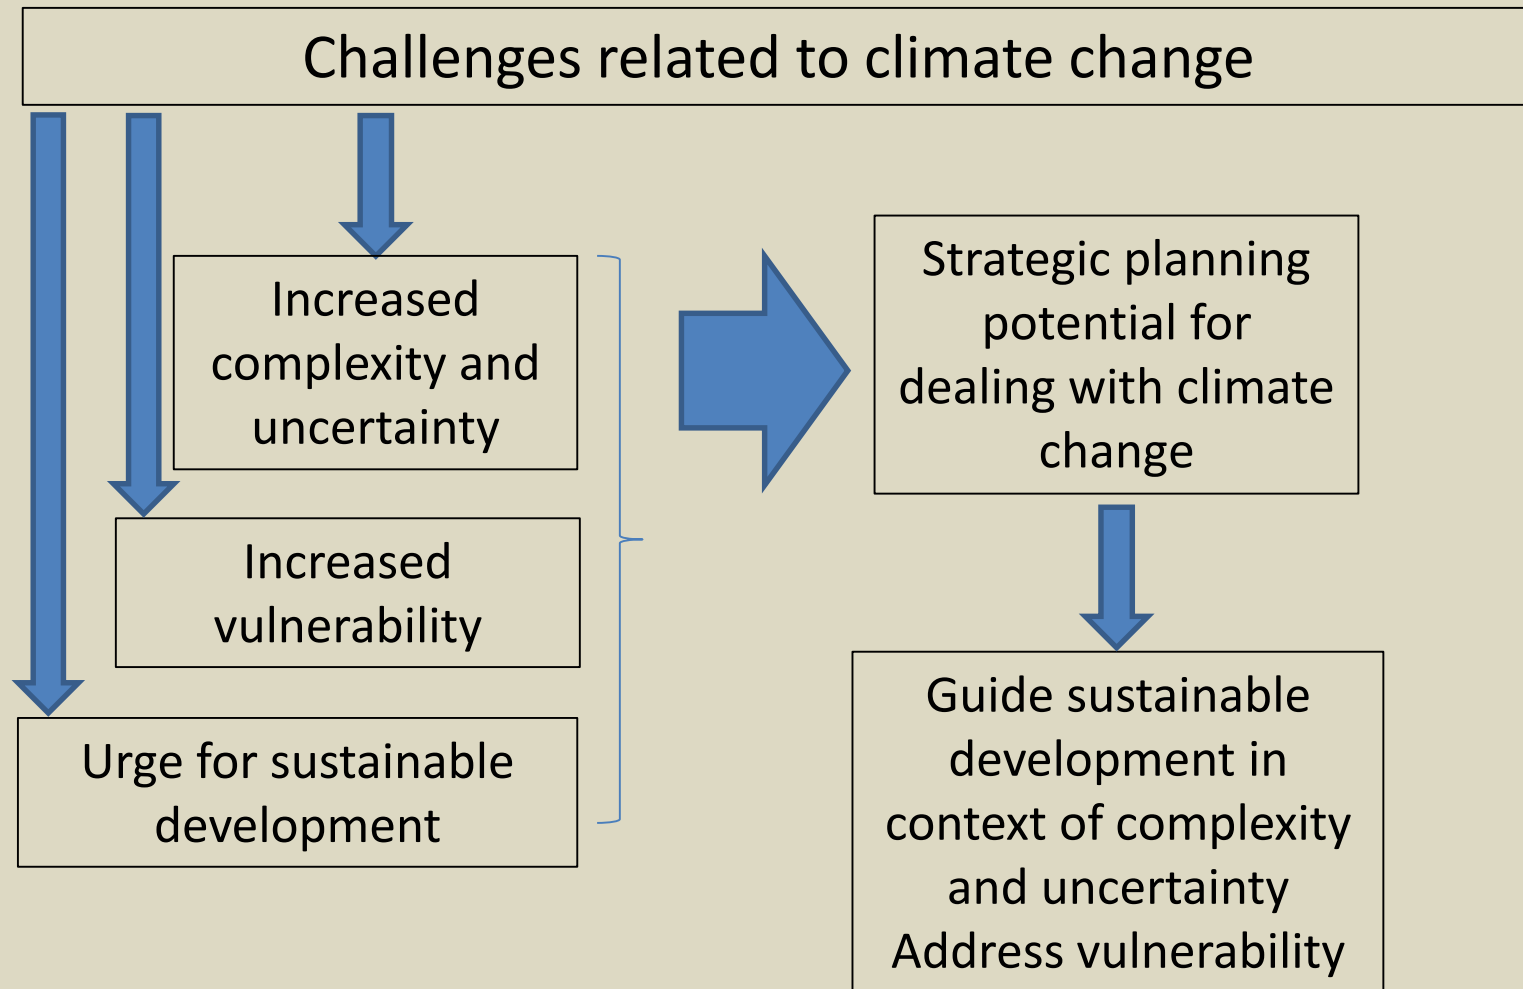 Challenges related to climate change
Increased
complexity and
uncertainty
Increased
vulnerability
Urge for sustainable
development
Strategic planning
potential for
dealing with climate
change
Guide sustainable
development in
context of complexity
and uncertainty
Address vulnerability